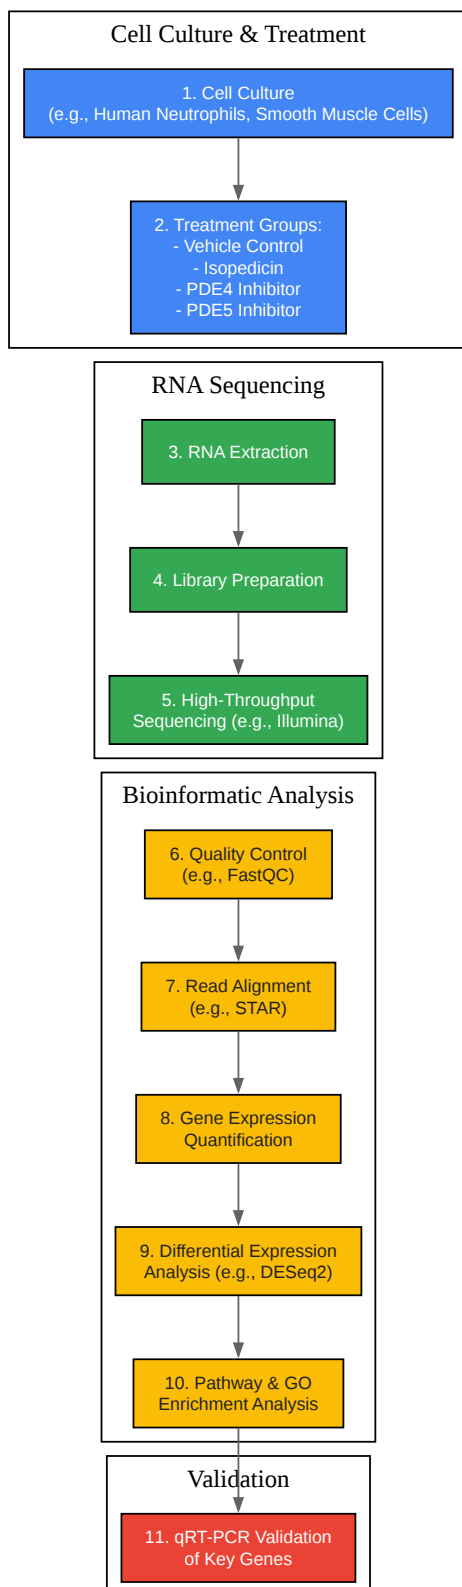 Cell Culture & Treatment
1. Cell Culture
(e.g., Human Neutrophils, Smooth Muscle Cells)
2. Treatment Groups:
- Vehicle Control
- Isopedicin
- PDE4 Inhibitor
- PDE5 Inhibitor
RNA Sequencing
3. RNA Extraction
4. Library Preparation
5. High-Throughput
Sequencing (e.g., Illumina)
Bioinformatic Analysis
6. Quality Control
(e.g., FastQC)
7. Read Alignment
(e.g., STAR)
8. Gene Expression
Quantification
9. Differential Expression
Analysis (e.g., DESeq2)
10. Pathway & GO
Enrichment Analysis
Validation
11. qRT-PCR Validation
of Key Genes